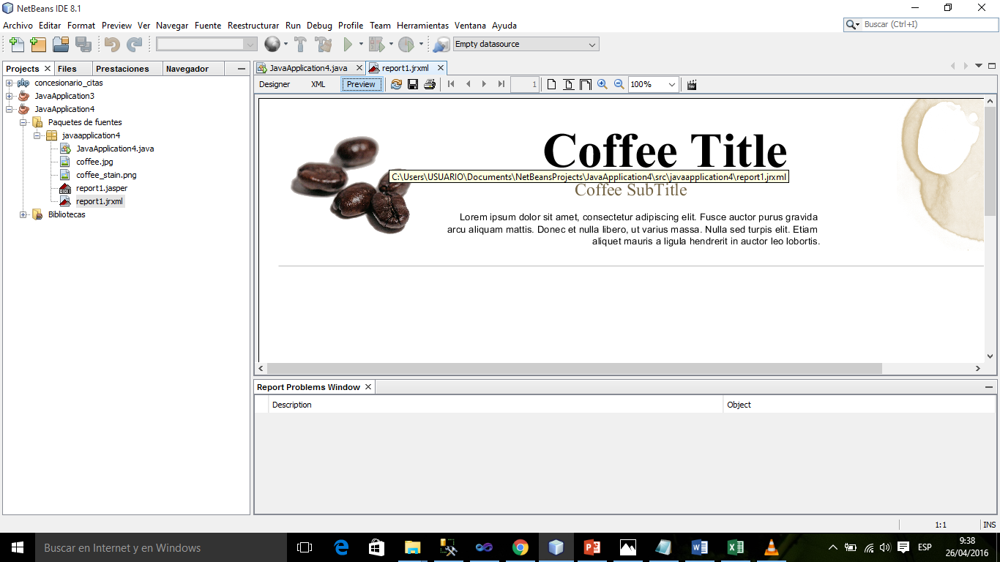 NetBeans IDE 8.1
Archivo Editar Format Preview Ver Navegar Fuente Reestructurar Run Debug Profile Team Herramientas Ventana Ayuda
Buscar (Ctrl+I)
Empty datasource
Projects Files Prestaciones Navegador
JavaApplication4.java report1.jrxml
Designer XML Preview 1 100%
concesionario_citas
JavaApplication3
JavaApplication4
Paquetes de fuentes
javaapplication4
JavaApplication4.java
coffee.jpg
coffee_stain.png
report1.jasper
report1.jrxml
Bibliotecas
Coffee Title
C:\Users\USUARIO\Documents\NetBeansProjects\JavaApplication4\src\javaapplication4\report1.jrxml
Coffee SubTitle
Lorem ipsum dolor sit amet, consectetur adipiscing elit. Fusce auctor purus gravida
arcu aliquam mattis. Donec et nulla libero, ut varius massa. Nulla sed turpis elit. Etiam
aliquet mauris a ligula hendrerit in auctor leo lobortis.
Report Problems Window
Description Object
1:1 INS
Buscar en Internet y en Windows
ESP
9:38
26/04/2016